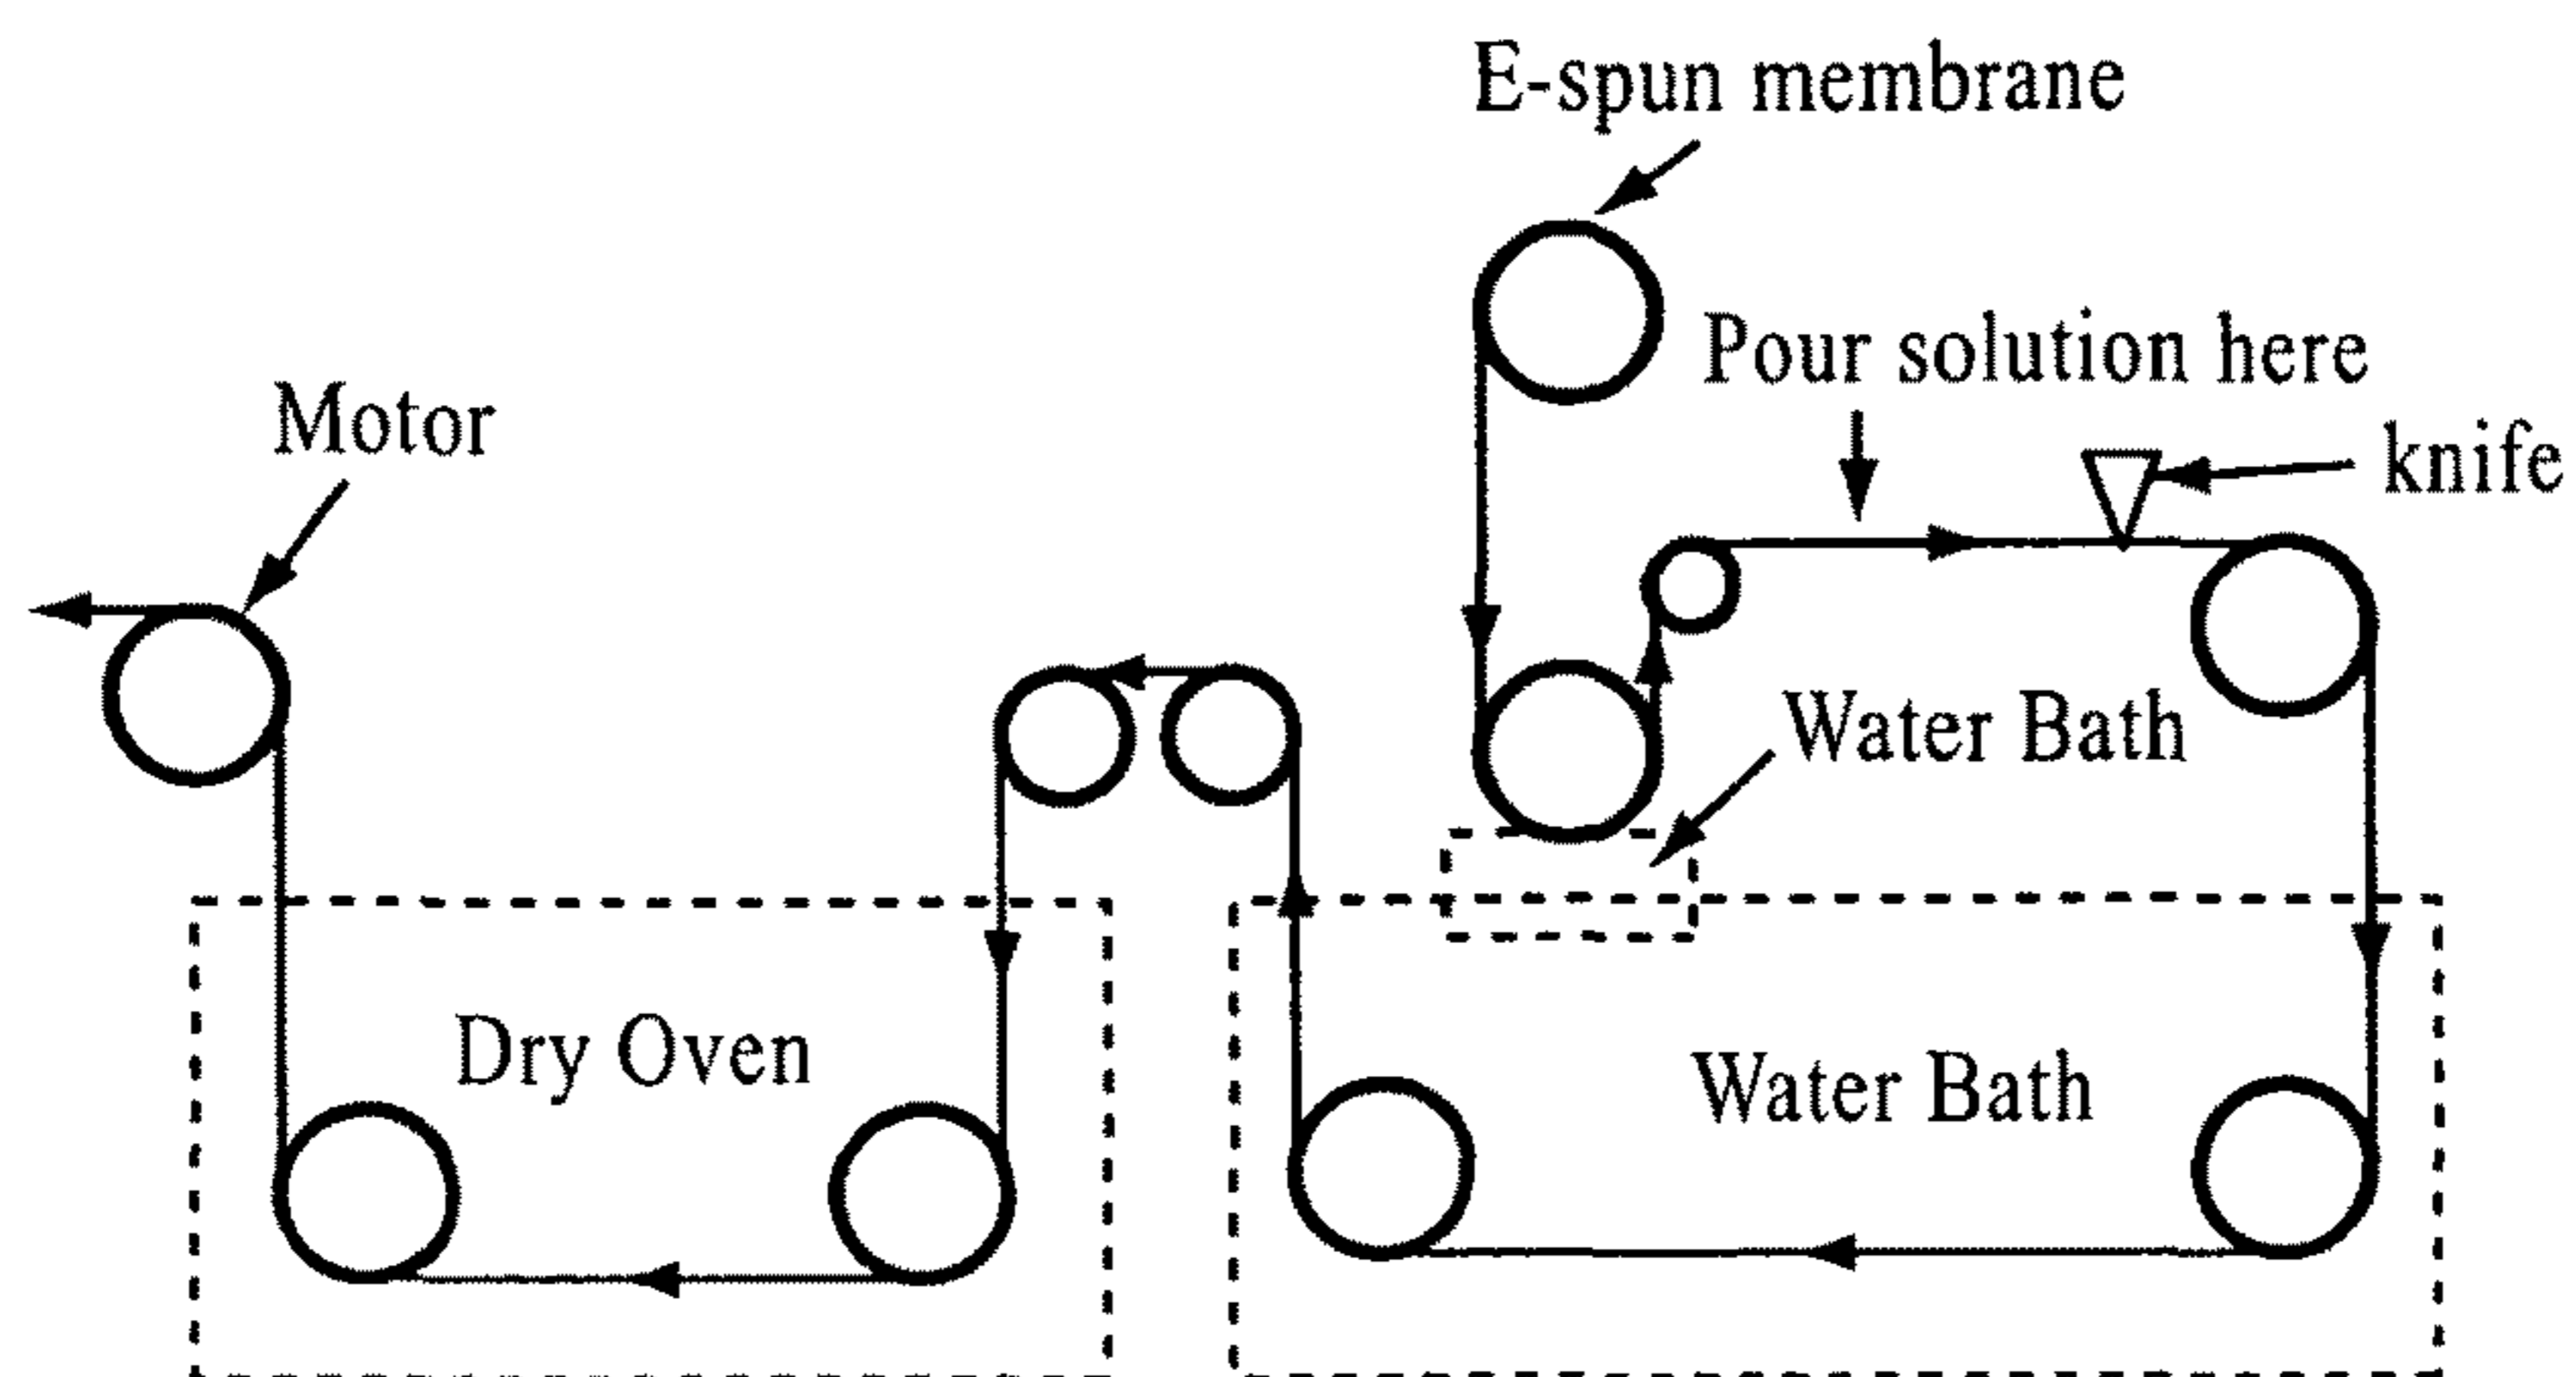 E-spun membrane
Pour solution here
Motor
knife
Water Bath
Dry Oven
Water Bath